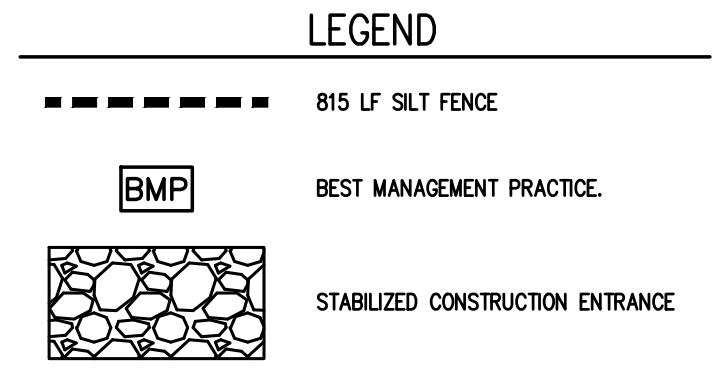 LEGEND
815 LF SILT FENCE
BMP BEST MANAGEMENT PRACTICE.
STABILIZED CONSTRUCTION ENTRANCE